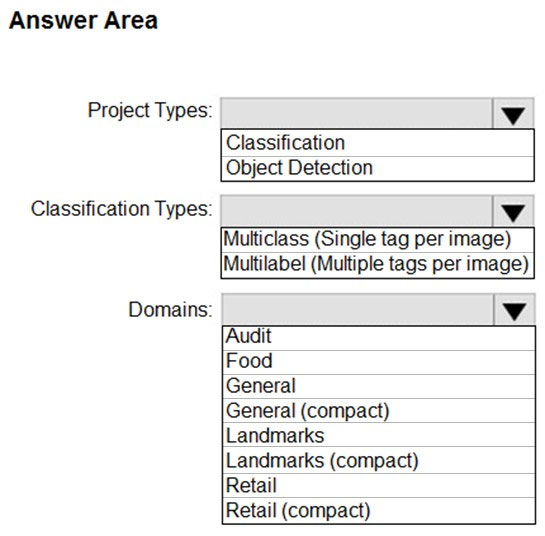 Answer Area
Project Types:
Classification
Object Detection
Classification Types:
Multiclass (Single tag per image)
Multilabel (Multiple tags per image)
Domains:
Audit
Food
General
General (compact)
Landmarks
Landmarks (compact)
Retail
Retail (compact)